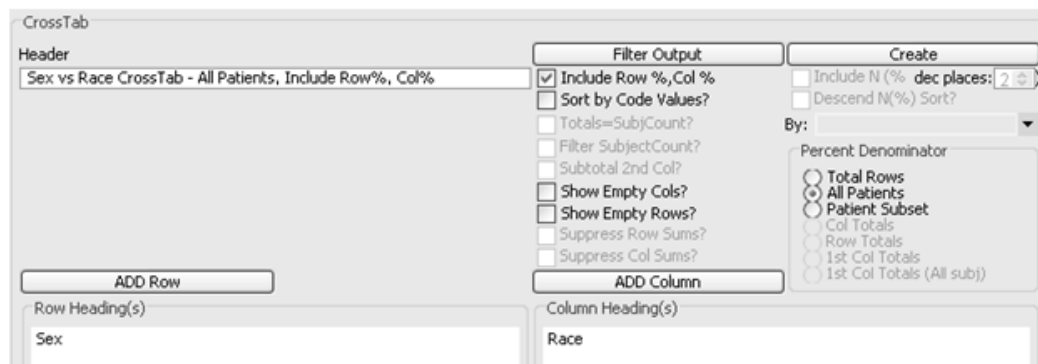 CrossTab
Header
Filter Output
Create
Sex vs Race CrossTab - All Patients, Include Row%, Col%
Include Row %,Col %
Include N (% dec places: 2 )
Sort by Code Values?
Descend N(%) Sort?
Totals=SubjCount?
By:
Filter SubjectCount?
Percent Denominator
Subtotal 2nd Col?
Total Rows
Show Empty Cols?
All Patients
Show Empty Rows?
Patient Subset
Suppress Row Sums?
Col Totals
Row Totals
Suppress Col Sums?
1st Col Totals
1st Col Totals (All subj)
ADD Row
ADD Column
Row Heading(s)
Column Heading(s)
Sex
Race